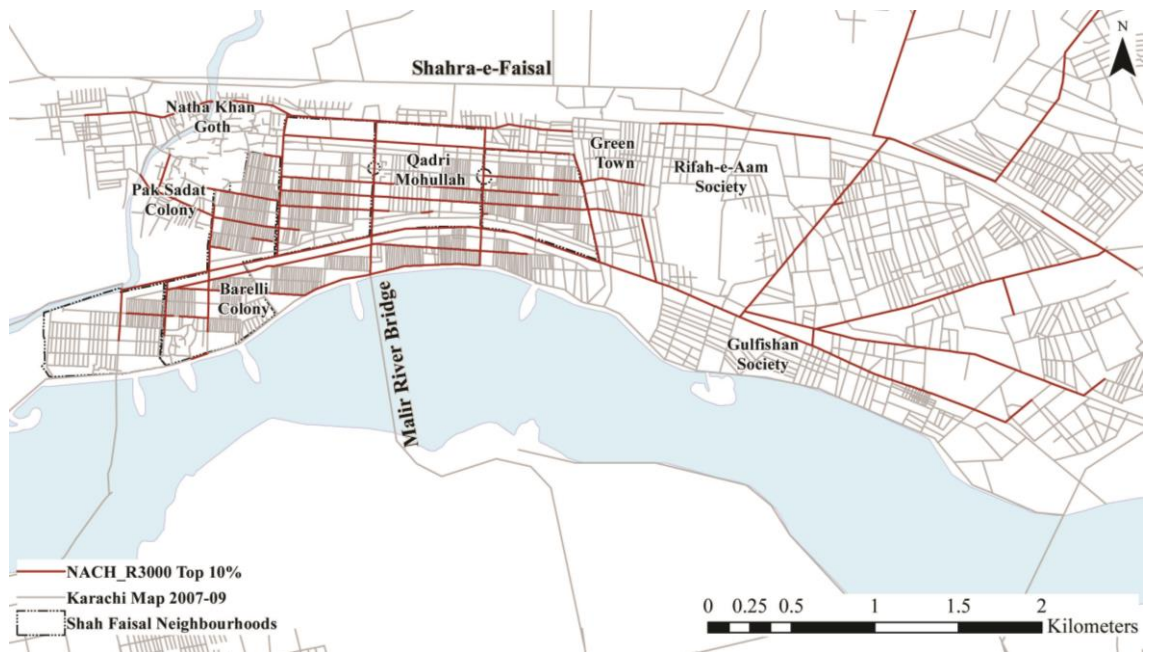 N
Shahra-e-Faisal
Natha Khan
Goth
Green
Town
Qadri
Mohullah
Rifah-e-Aam
Society
Pak Sadat
Colony
Barelli
Colony
Malir River Bridge
Gulfishan
Society
NACH_R3000 Top 10%
Karachi Map 2007-09
Shah Faisal Neighbourhoods
0 0.25 0.5 1 1.5 2
Kilometers